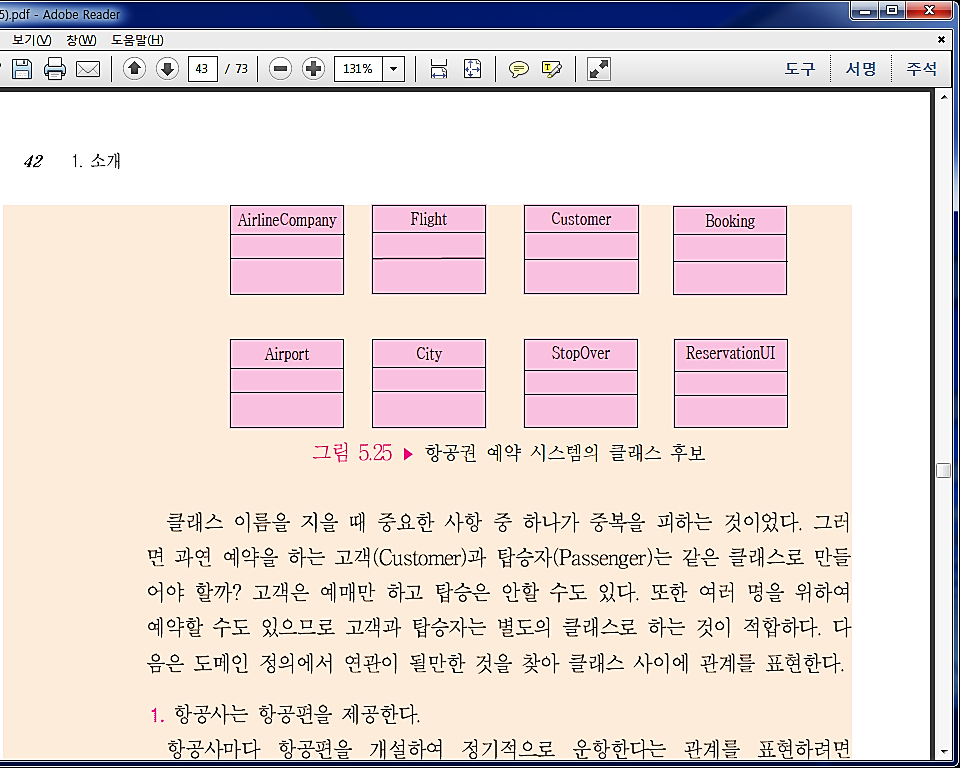 5).pdf - Adobe Reader
보기(V) 창(W) 도움말(H)
43 / 73 131% 도구 서명 주석
42 1. 소개
AirlineCompany Flight Customer Booking
Airport City StopOver ReservationUI
그림 5.25 ▶ 항공권 예약 시스템의 클래스 후보
클래스 이름을 지을 때 중요한 사항 중 하나가 중복을 피하는 것이었다. 그러
면 과연 예약을 하는 고객(Customer)과 탑승자(Passenger)는 같은 클래스로 만들
어야 할까? 고객은 예매만 하고 탑승은 안할 수도 있다. 또한 여러 명을 위하여
예약할 수도 있으므로 고객과 탑승자는 별도의 클래스로 하는 것이 적합하다. 다
음은 도메인 정의에서 연관이 될만한 것을 찾아 클래스 사이에 관계를 표현한다.
1. 항공사는 항공편을 제공한다.
항공사마다 항공편을 개설하여 정기적으로 운항한다는 관계를 표현하려면